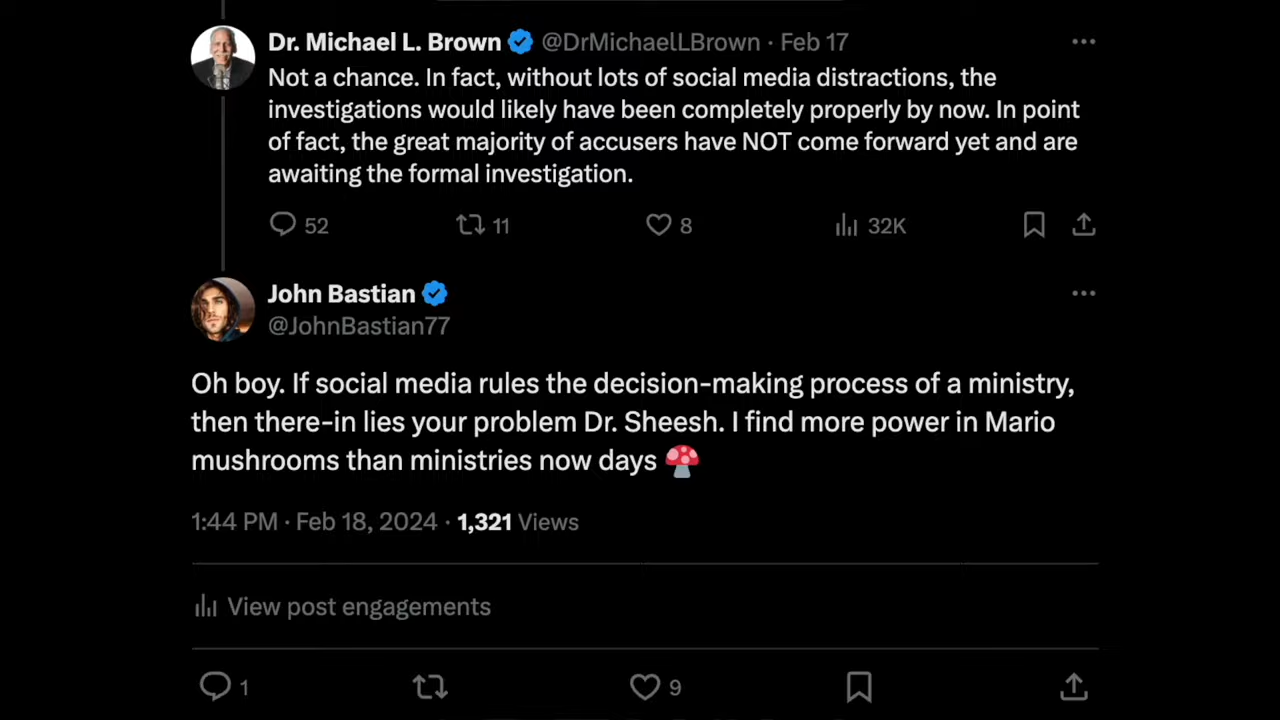 Dr. Michael L. Brown @DrMichaelLBrown · Feb 17
Not a chance. In fact, without lots of social media distractions, the
investigations would likely have been completely properly by now. In point
of fact, the great majority of accusers have NOT come forward yet and are
awaiting the formal investigation.
52 11 8 32K
John Bastian
@JohnBastian77
Oh boy. If social media rules the decision-making process of a ministry,
then there-in lies your problem Dr. Sheesh. I find more power in Mario
mushrooms than ministries now days 🍄
1:44 PM · Feb 18, 2024 · 1,321 Views
View post engagements
1 9